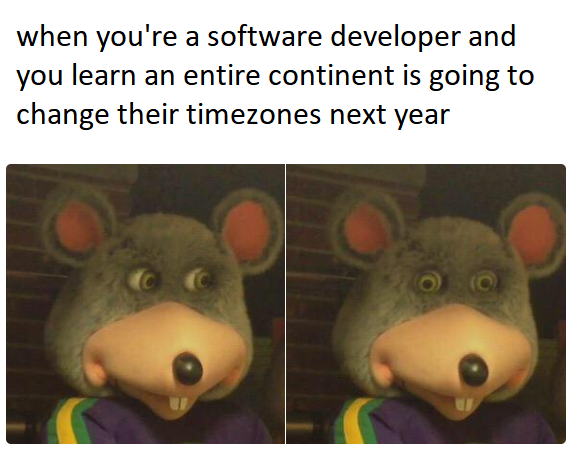 when you're a software developer and
you learn an entire continent is going to
change their timezones next year